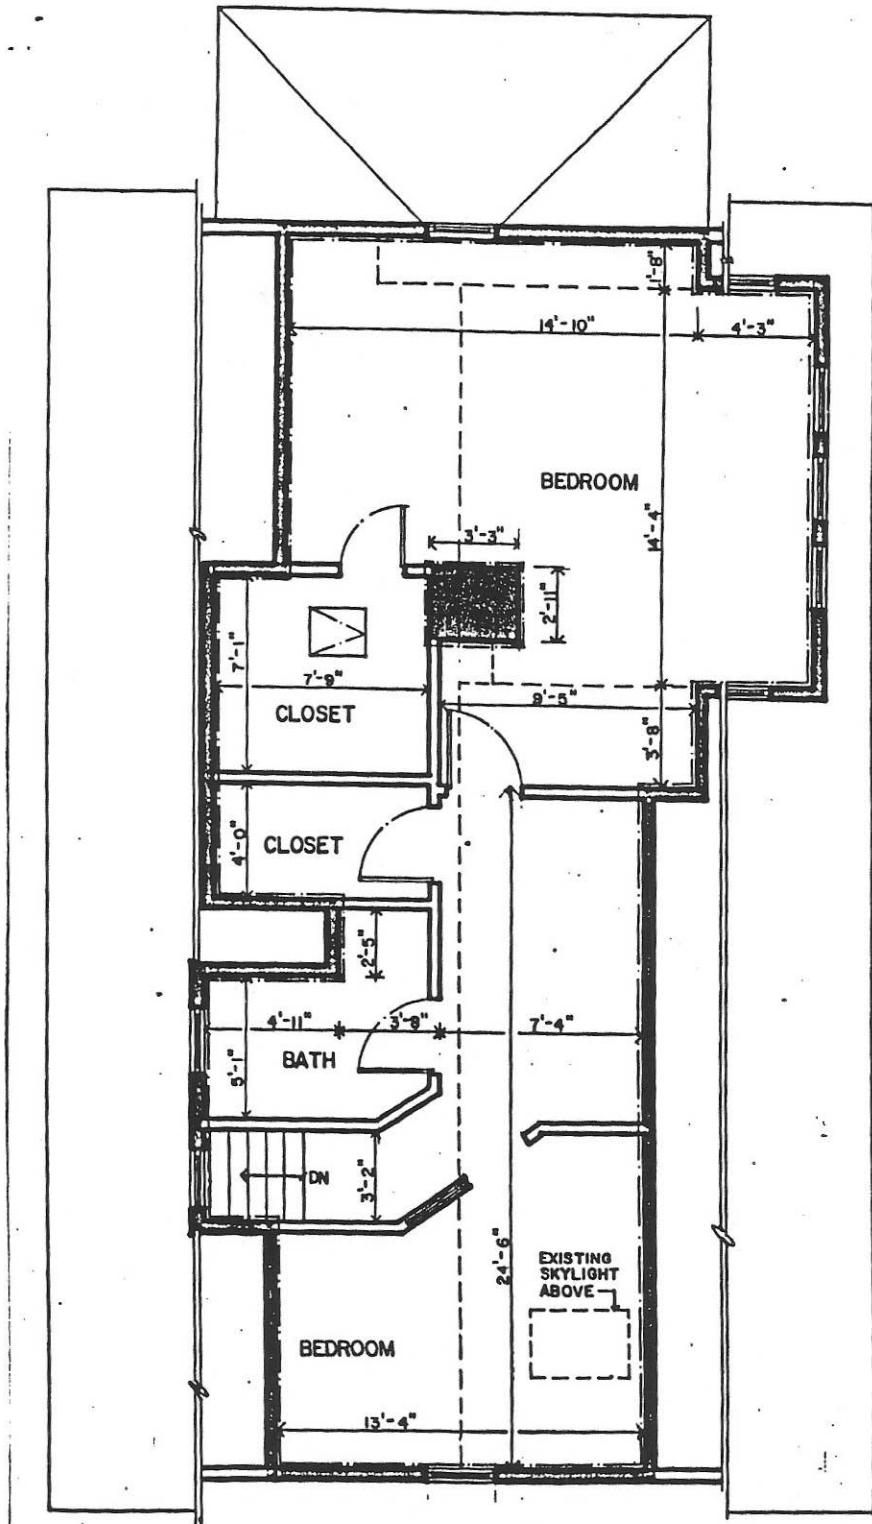 1'-8"
14'-10"
4'-3"
BEDROOM
14'-4"
3'-3"
2'-11"
7'-1"
7'-9"
CLOSET
9'-5"
3'-8"
4'-0"
CLOSET
2'-5"
4'-11"
3'-8"
7'-4"
5'-1"
BATH
DN
3'-2"
24'-6"
EXISTING
SKYLIGHT
ABOVE
BEDROOM
13'-4"